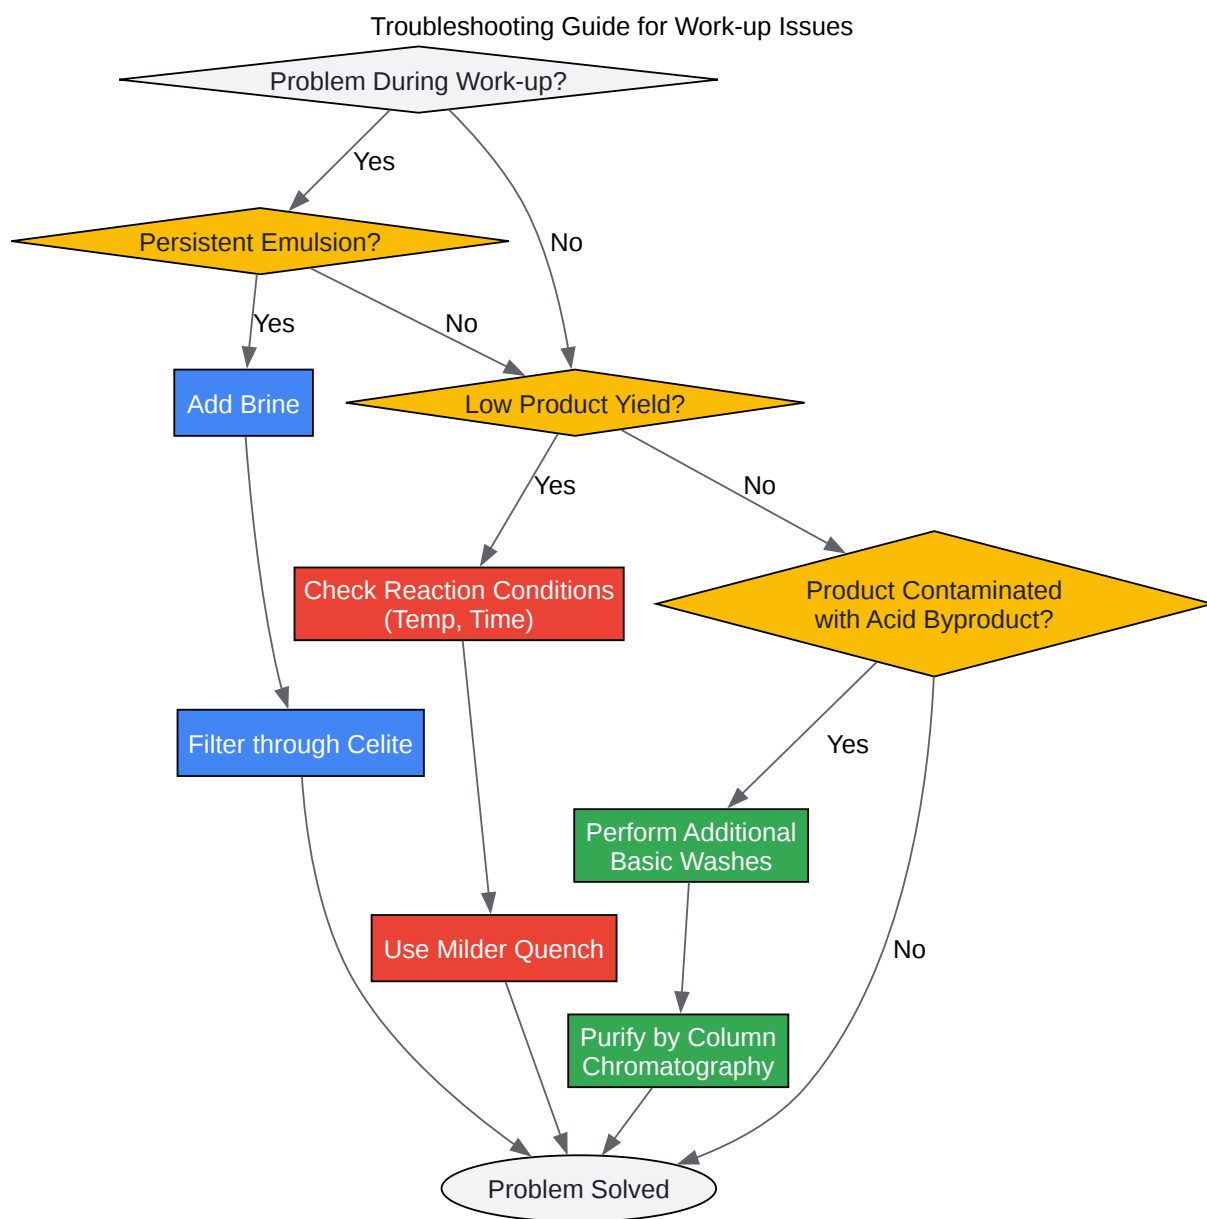 Troubleshooting Guide for Work-up Issues
Problem During Work-up?
Yes
No
Persistent Emulsion?
Yes
No
Add Brine
Low Product Yield?
Yes
No
Check Reaction Conditions
(Temp, Time)
Product Contaminated
with Acid Byproduct?
Filter through Celite
Yes
Perform Additional
Basic Washes
Use Milder Quench
No
Purify by Column
Chromatography
Problem Solved